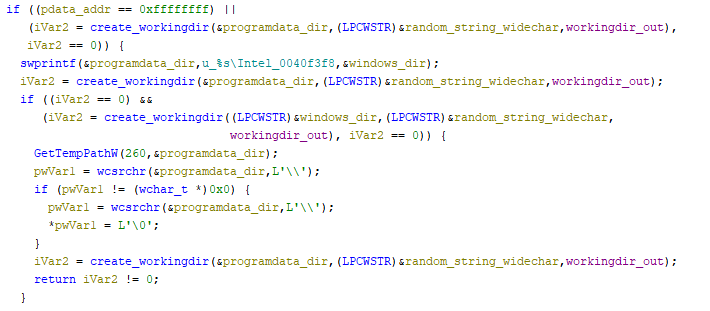 if ((pdata_addr == 0xffffffff) ||
(iVar2 = create_workingdir(&programdata_dir,(LPCWSTR)&random_string_widechar,workingdir_out),
iVar2 == 0)) {
swprintf(&programdata_dir,u_%s\Intel_0040f3f8,&windows_dir);
iVar2 = create_workingdir(&programdata_dir,(LPCWSTR)&random_string_widechar,workingdir_out);
if ((iVar2 == 0) &&
(iVar2 = create_workingdir((LPCWSTR)&windows_dir,(LPCWSTR)&random_string_widechar,
workingdir_out), iVar2 == 0)) {
GetTempPathW(260,&programdata_dir);
pwVar1 = wcsrchr(&programdata_dir,L'\\');
if (pwVar1 != (wchar_t *)0x0) {
pwVar1 = wcsrchr(&programdata_dir,L'\\');
*pwVar1 = L'\0';
}
iVar2 = create_workingdir(&programdata_dir,(LPCWSTR)&random_string_widechar,workingdir_out);
return iVar2 != 0;
}